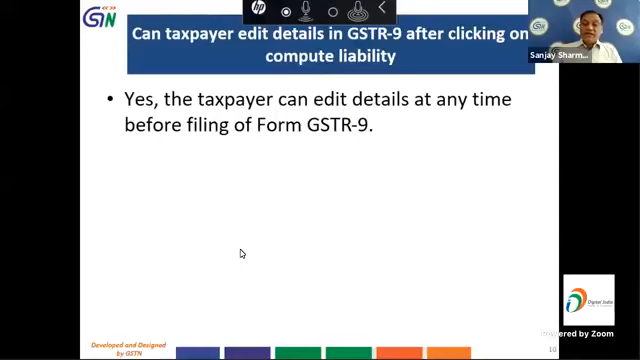 GSTN
hp
Can taxpayer edit details in GSTR-9 after clicking on
compute liability
Sanjay Sharm...
• Yes, the taxpayer can edit details at any time
before filing of Form GSTR-9.
Digital India
Powered by Zoom
Developed and Designed
by GSTN
10